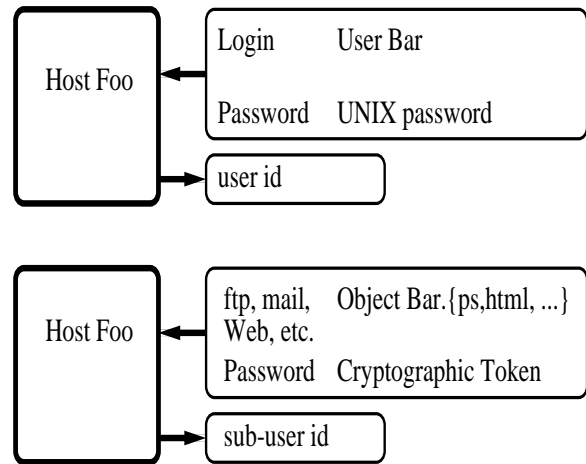 Login User Bar
Host Foo
Password UNIX password
user id
ftp, mail, Object Bar.{ps,html, ...}
Web, etc.
Host Foo
Password Cryptographic Token
sub-user id